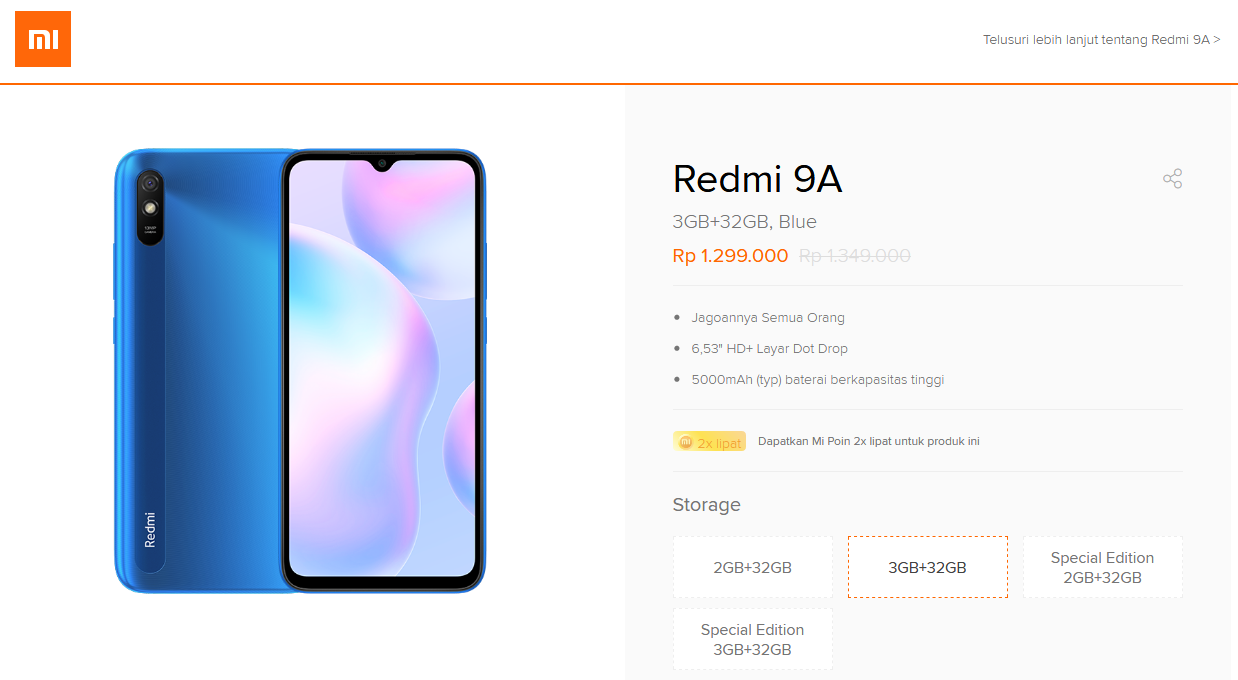 Telusuri lebih lanjut tentang Redmi 9A >
Redmi
Redmi 9A
3GB+32GB, Blue
Rp 1.299.000 Rp 1.349.000
Jagoannya Semua Orang
6,53" HD+ Layar Dot Drop
5000mAh (typ) baterai berkapasitas tinggi
2x lipat Dapatkan Mi Poin 2x lipat untuk produk ini
Storage
2GB+32GB
3GB+32GB
Special Edition
2GB+32GB
Special Edition
3GB+32GB